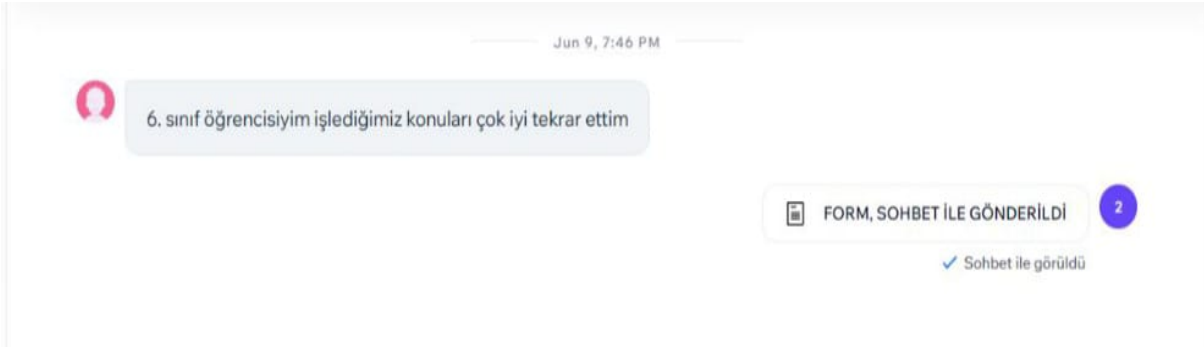 Jun 9, 7:46 PM
6. sınıf öğrencisiyim işlediğimiz konuları çok iyi tekrar ettim
FORM, SOHBET İLE GÖNDERİLDİ
2
Sohbet ile görüldü